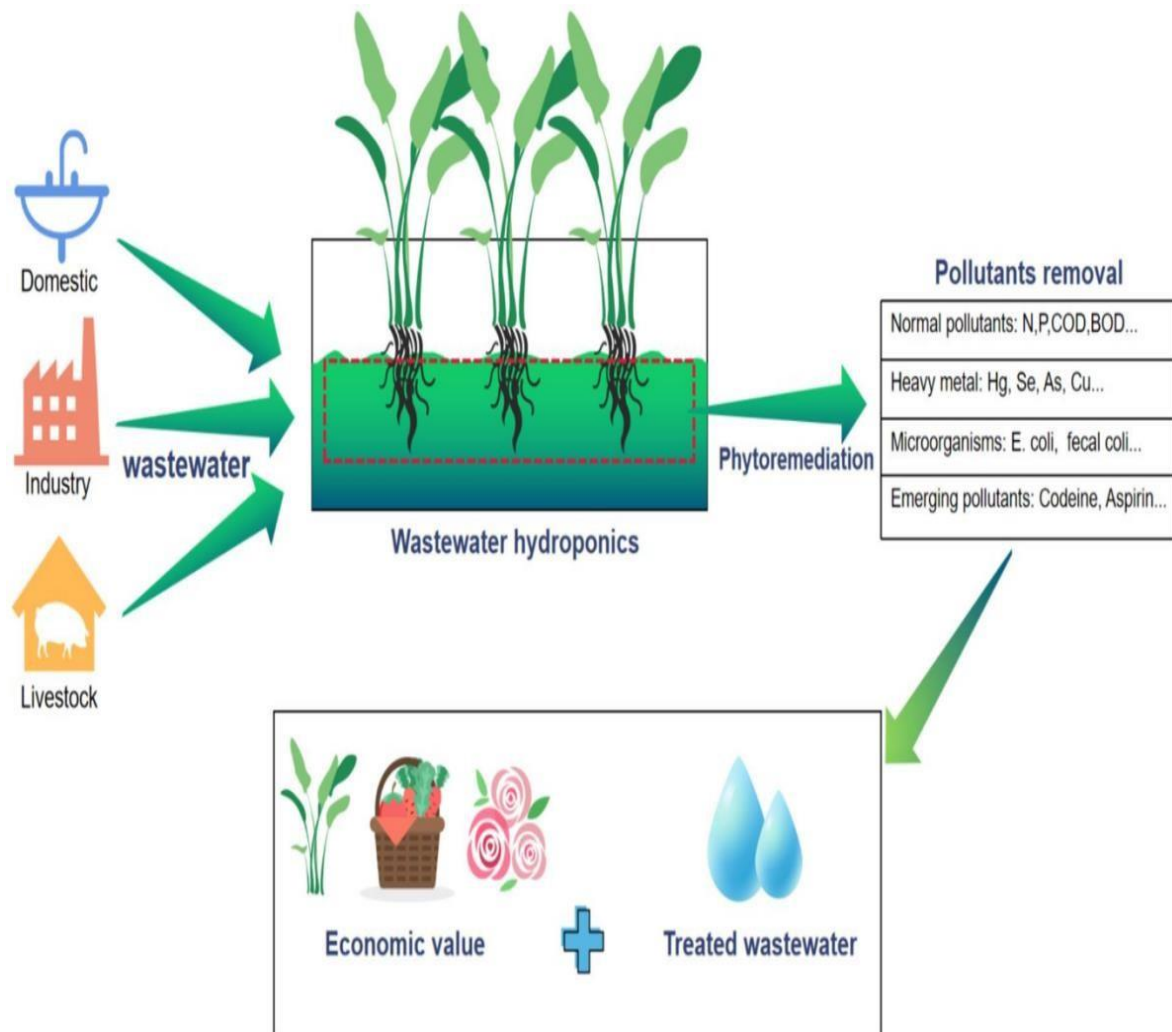 Domestic
Industry
Livestock
wastewater
Wastewater hydroponics
Phytoremediation
Pollutants removal
Normal pollutants: N,P,COD,BOD...
Heavy metal: Hg, Se, As, Cu...
Microorganisms: E. coli, fecal coli...
Emerging pollutants: Codeine, Aspirin...
Economic value
Treated wastewater